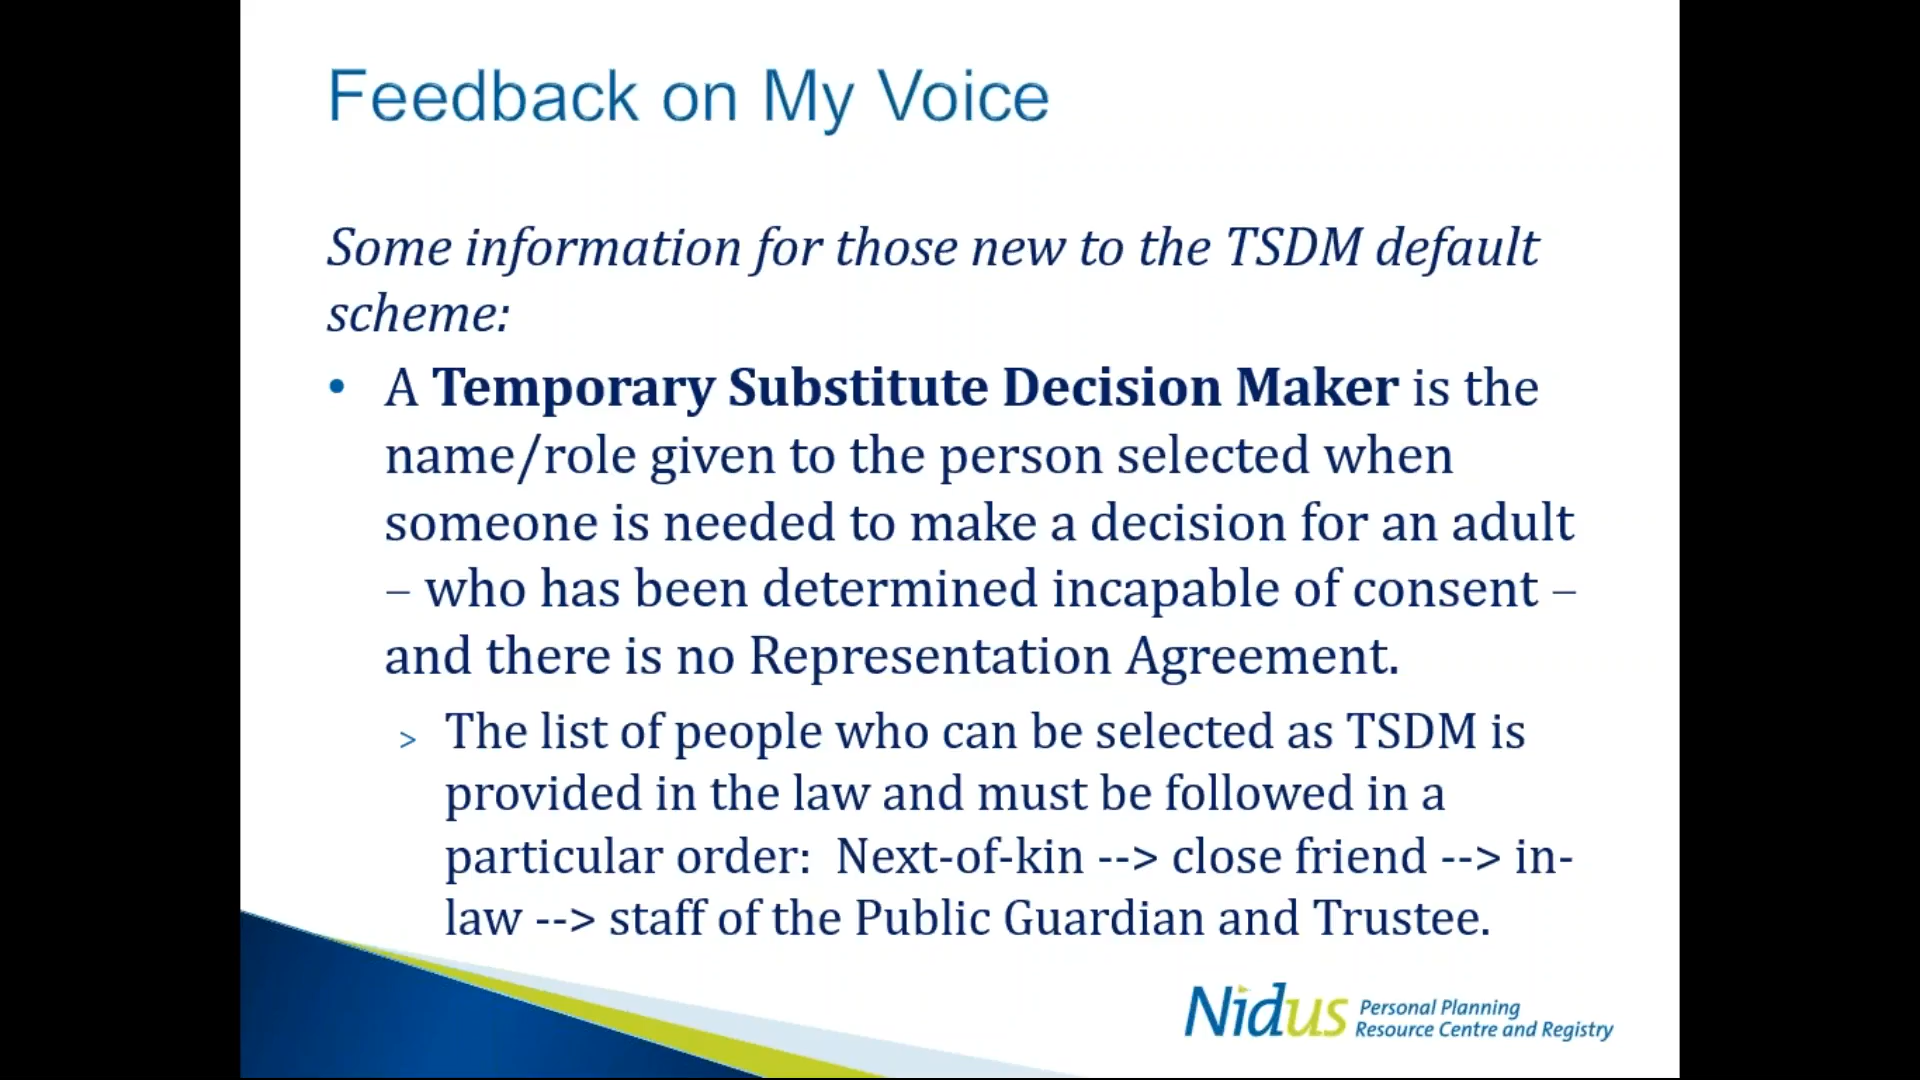 Feedback on My Voice
Some information for those new to the TSDM default
scheme:
• A Temporary Substitute Decision Maker is the
name/role given to the person selected when
someone is needed to make a decision for an adult
– who has been determined incapable of consent –
and there is no Representation Agreement.
> The list of people who can be selected as TSDM is
provided in the law and must be followed in a
particular order:  Next-of-kin --> close friend --> in-
law --> staff of the Public Guardian and Trustee.
Nidus Personal Planning
Resource Centre and Registry